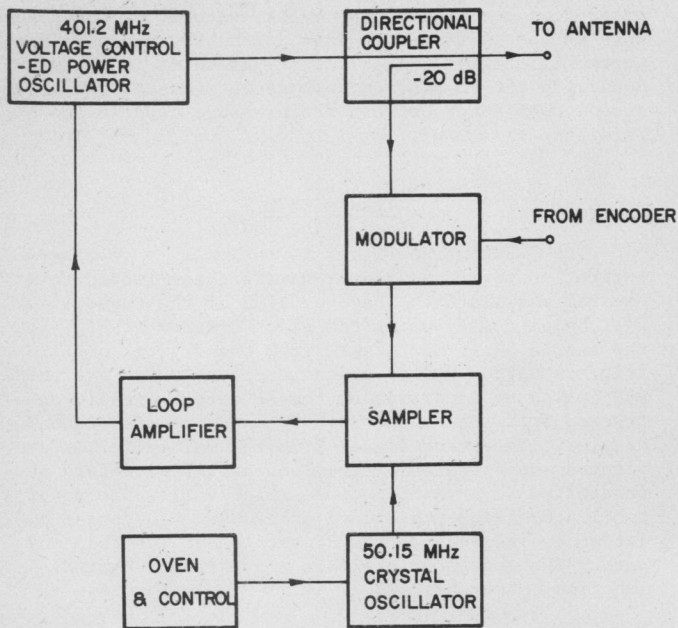 401.2 MHz
VOLTAGE CONTROL
-ED POWER
OSCILLATOR
DIRECTIONAL
COUPLER
-20 dB
TO ANTENNA
MODULATOR
FROM ENCODER
LOOP
AMPLIFIER
SAMPLER
OVEN
& CONTROL
50.15 MHz
CRYSTAL
OSCILLATOR